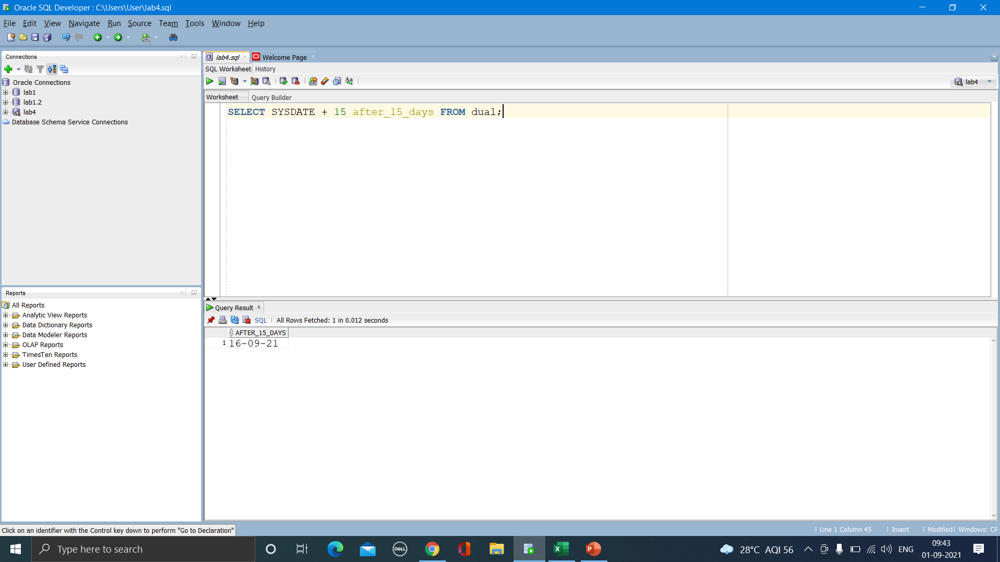 Oracle SQL Developer : C:\Users\User\lab4.sql
File Edit View Navigate Run Source Team Tools Window Help
Connections
Oracle Connections
lab1
lab1.2
lab4
Database Schema Service Connections
Reports
All Reports
Analytic View Reports
Data Dictionary Reports
Data Modeler Reports
OLAP Reports
TimesTen Reports
User Defined Reports
lab4.sql Welcome Page
SQL Worksheet History
lab4
Worksheet Query Builder
SELECT SYSDATE + 15 after_15_days FROM dual;
Query Result
SQL All Rows Fetched: 1 in 0.012 seconds
AFTER_15_DAYS
1 16-09-21
Click on an identifier with the Control key down to perform "Go to Declaration"
Line 1 Column 45 Insert Modified Windows: CR
Type here to search
DELL
28°C AQI 56 ENG
09:43
01-09-2021